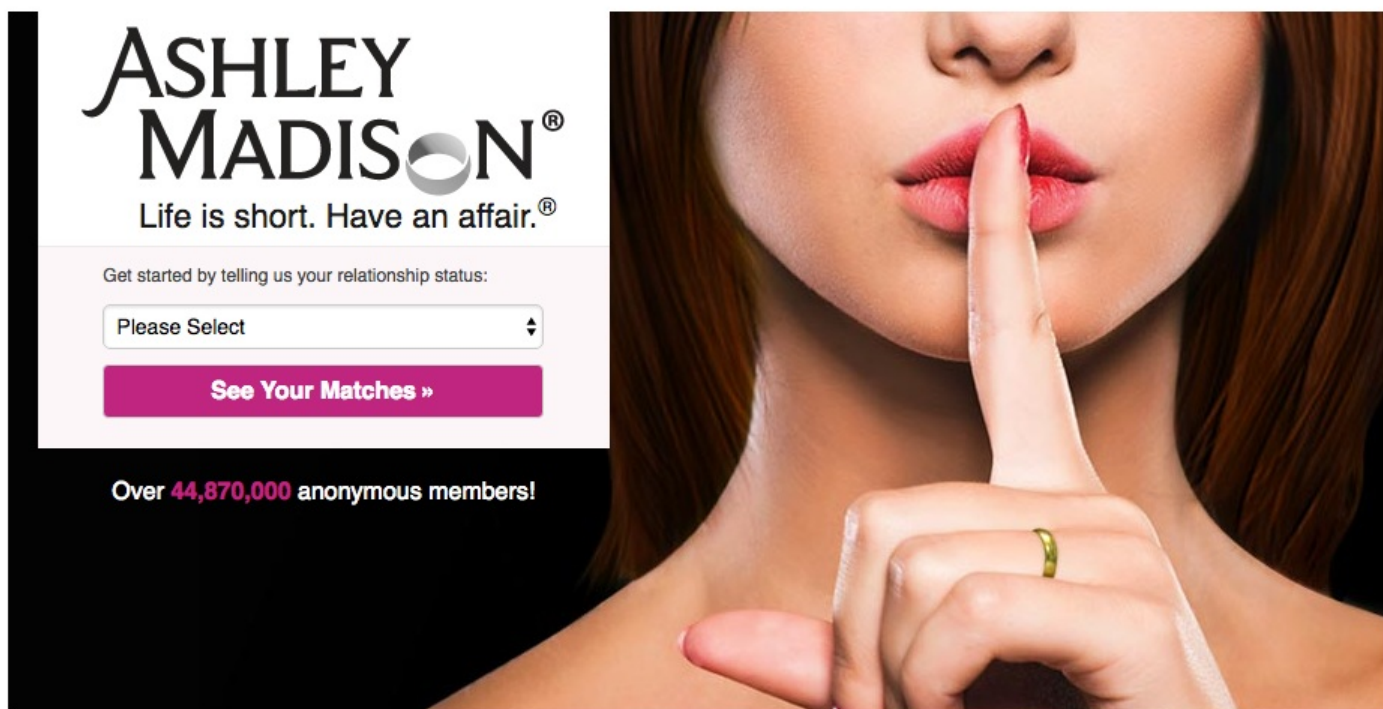 ASHLEY
MADISON®
Life is short. Have an affair.®
Get started by telling us your relationship status:
Please Select
See Your Matches »
Over 44,870,000 anonymous members!